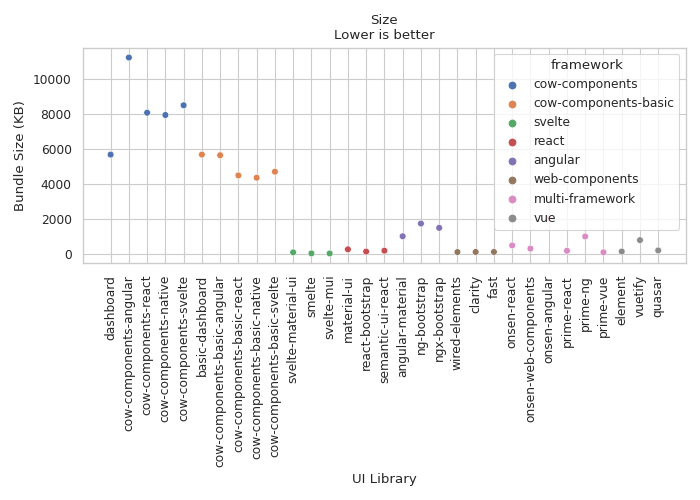 Size
Lower is better
framework
cow-components
cow-components-basic
svelte
react
angular
web-components
multi-framework
vue
Bundle Size (KB)
10000
8000
6000
4000
2000
0
dashboard
cow-components-angular
cow-components-react
cow-components-native
cow-components-svelte
basic-dashboard
cow-components-basic-angular
cow-components-basic-react
cow-components-basic-native
cow-components-basic-svelte
svelte-material-ui
smelte
svelte-mui
material-ui
react-bootstrap
semantic-ui-react
angular-material
ng-bootstrap
ngx-bootstrap
wired-elements
clarity
fast
onsen-react
onsen-web-components
onsen-angular
prime-react
prime-ng
prime-vue
element
vuetify
quasar
UI Library